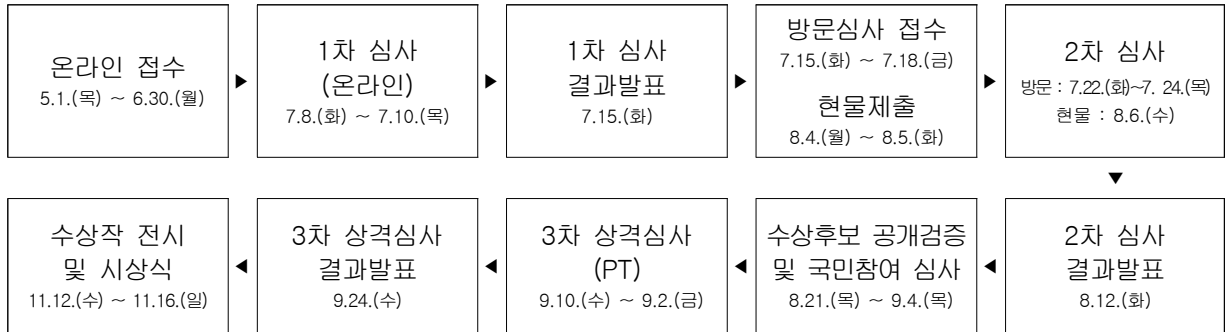 온라인 접수
5.1.(목) ~ 6.30.(월)
▶
1차 심사
(온라인)
7.8.(화) ~ 7.10.(목)
▶
1차 심사
결과발표
7.15.(화)
▶
방문심사 접수
7.15.(화) ~ 7.18.(금)
현물제출
8.4.(월) ~ 8.5.(화)
▶
2차 심사
방문 : 7.22.(화)~7. 24.(목)
현물 : 8.6.(수)
▼
2차 심사
결과발표
8.12.(화)
◀
수상후보 공개검증
및 국민참여 심사
8.21.(목) ~ 9.4.(목)
◀
3차 상격심사
(PT)
9.10.(수) ~ 9.2.(금)
◀
3차 상격심사
결과발표
9.24.(수)
◀
수상작 전시
및 시상식
11.12.(수) ~ 11.16.(일)